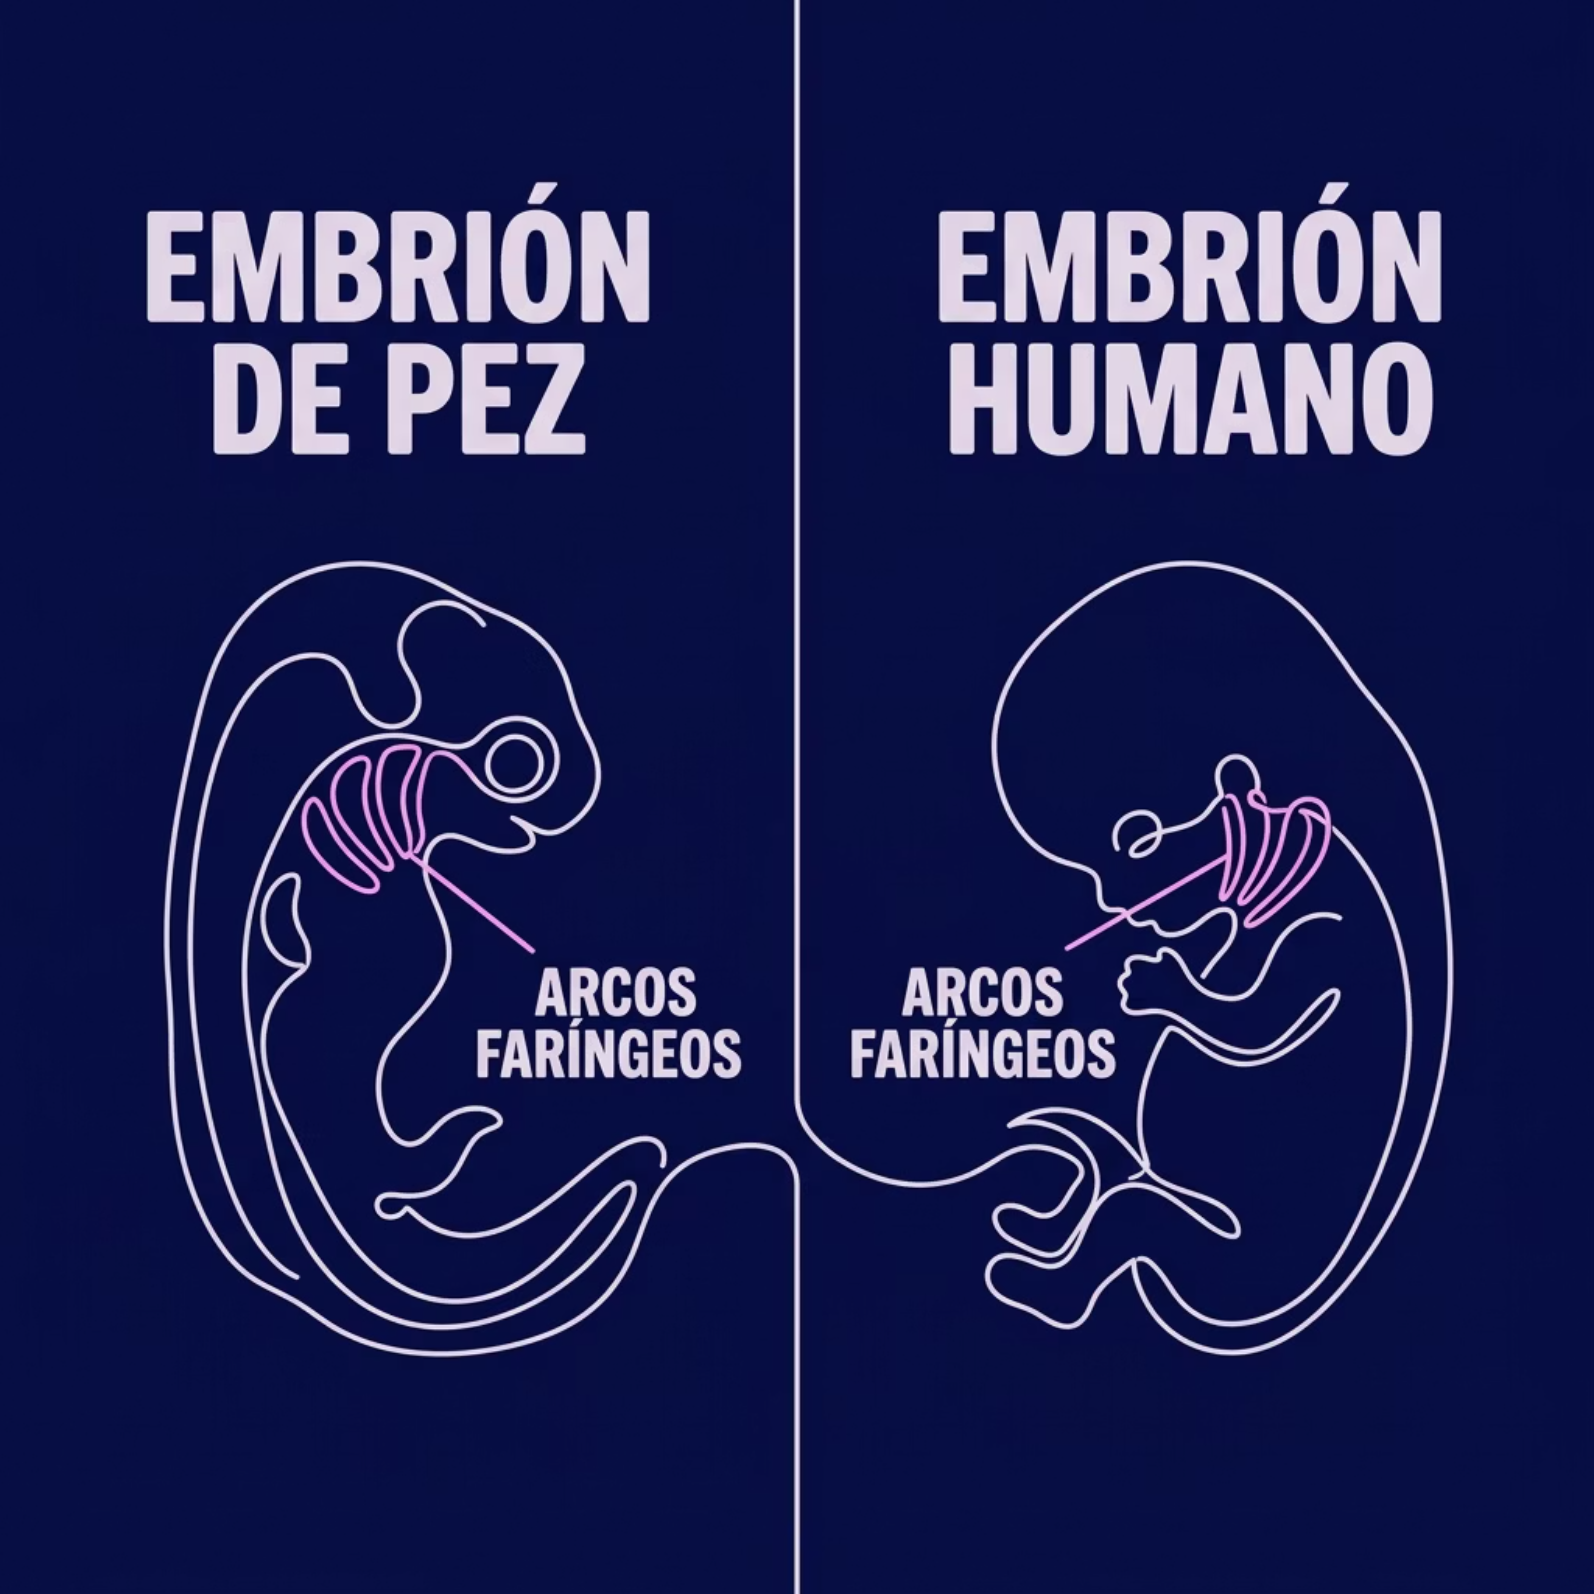 EMBRIÓN
DE PEZ
ARCOS
FARÍNGEOS
EMBRIÓN
HUMANO
ARCOS
FARÍNGEOS